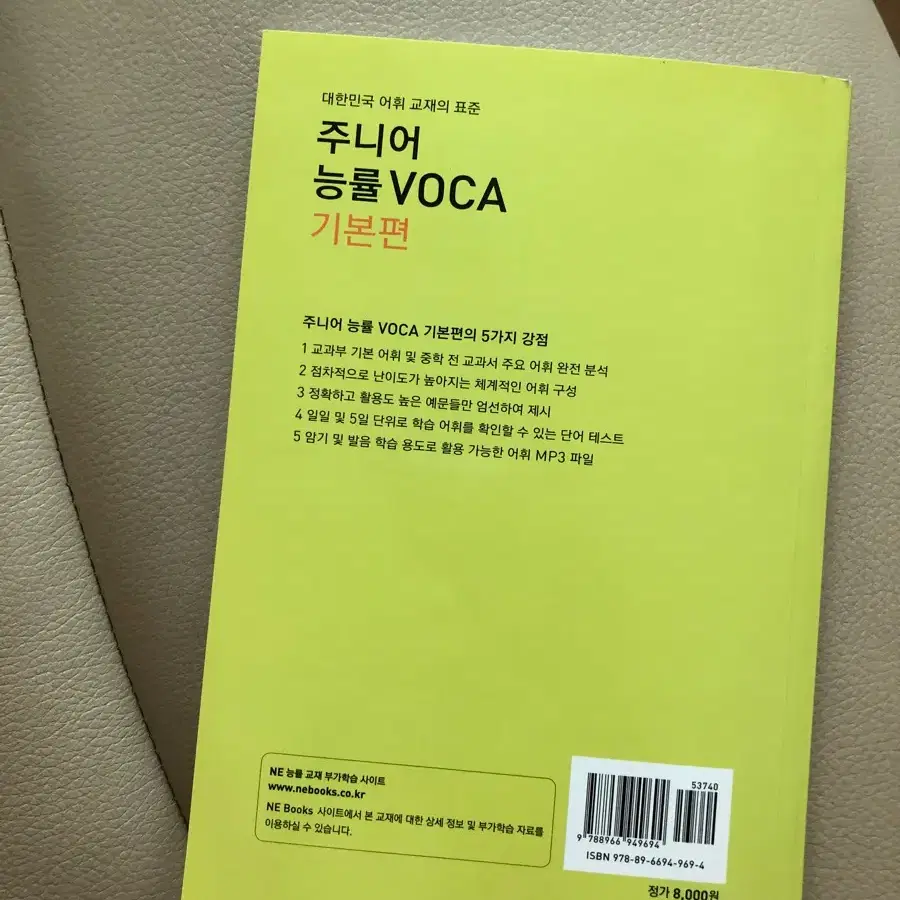 대한민국 어휘 교재의 표준
주니어
능률 VOCA
기본편
주니어 능률 VOCA 기본편의 5가지 강점
1 교과부 기본 어휘 및 중학 전 교과서 주요 어휘 완전 분석
2 점차적으로 난이도가 높아지는 체계적인 어휘 구성
3 정확하고 활용도 높은 예문들만 엄선하여 제시
4 일일 및 5일 단위로 학습 어휘를 확인할 수 있는 단어 테스트
5 암기 및 발음 학습 용도로 활용 가능한 어휘 MP3 파일
NE 능률 교재 부가학습 사이트
www.nebooks.co.kr
NE Books 사이트에서 본 교재에 대한 상세 정보 및 부가학습 자료를
이용하실 수 있습니다.
53740
9 788966 949694
ISBN 978-89-6694-969-4
정가 8,000원